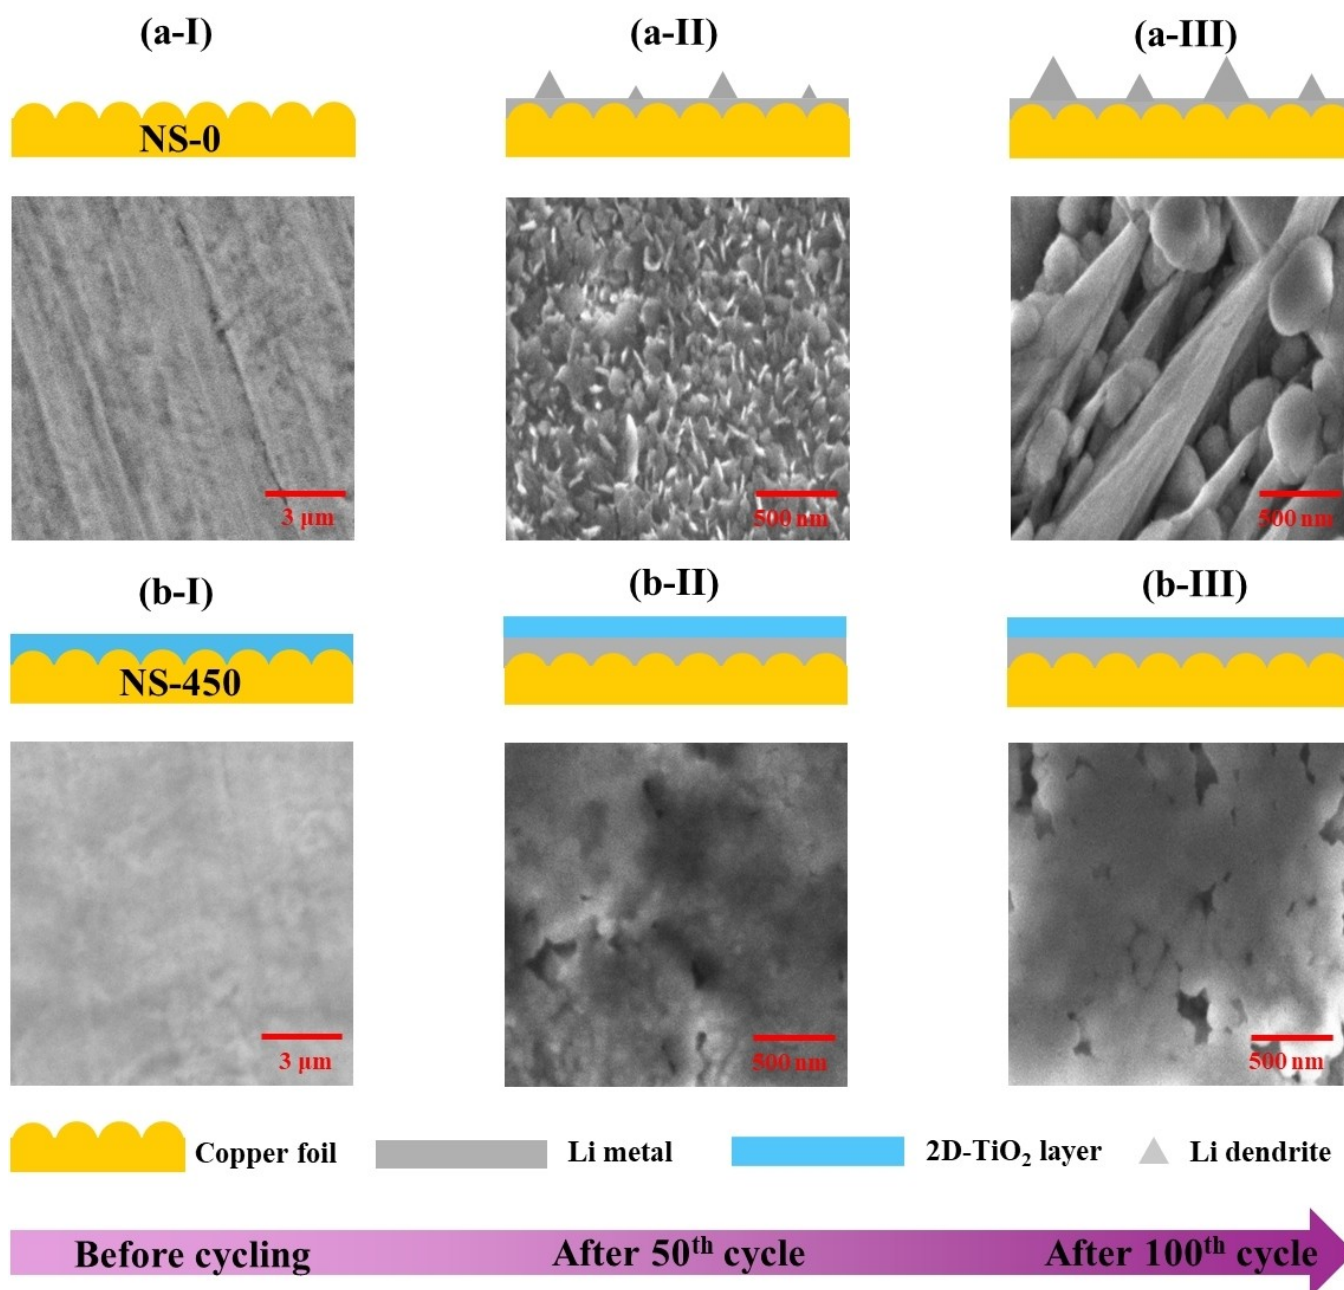 (a-I)
(a-II)
(a-III)
NS-0
3 μm
500 nm
500 nm
(b-I)
(b-II)
(b-III)
NS-450
3 μm
500 nm
500 nm
Copper foil
Li metal
2D-TiO₂ layer
Li dendrite
Before cycling
After 50ᵗʰ cycle
After 100ᵗʰ cycle